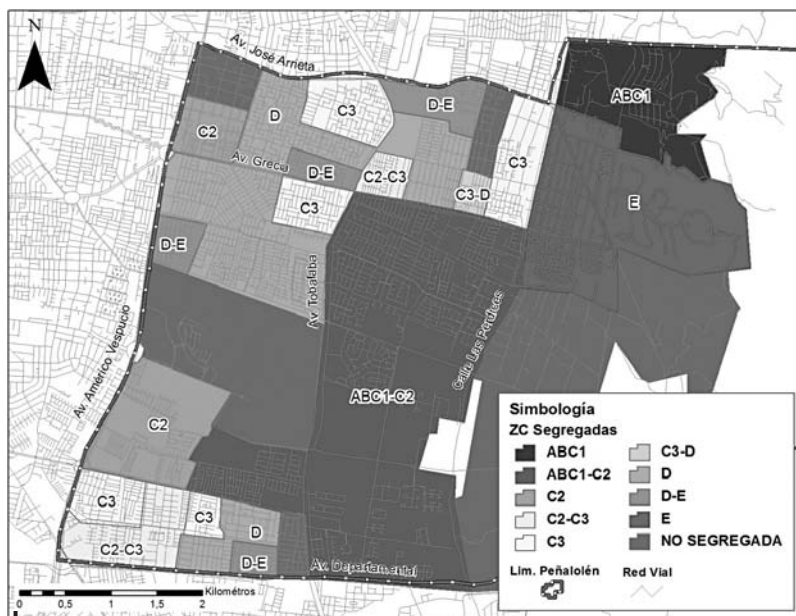 N
Av. José Arrieta
ABC1
C3
D-E
D
C2
C3
Av. Grecia
D-E
C2-C3
C3-D
C3
E
D-E
Av. Tobalaba
Calle Las Perdices
Av. Américo Vespucio
ABC1-C2
C2
C3
C3
D
C2-C3
D-E
Av. Departamental
0 0,5 1 2
Kilómetros
Simbología
ZC Segregadas
ABC1
ABC1-C2
C2
C2-C3
C3
C3-D
D
D-E
E
NO SEGREGADA
Lim. Peñalolén
Red Vial